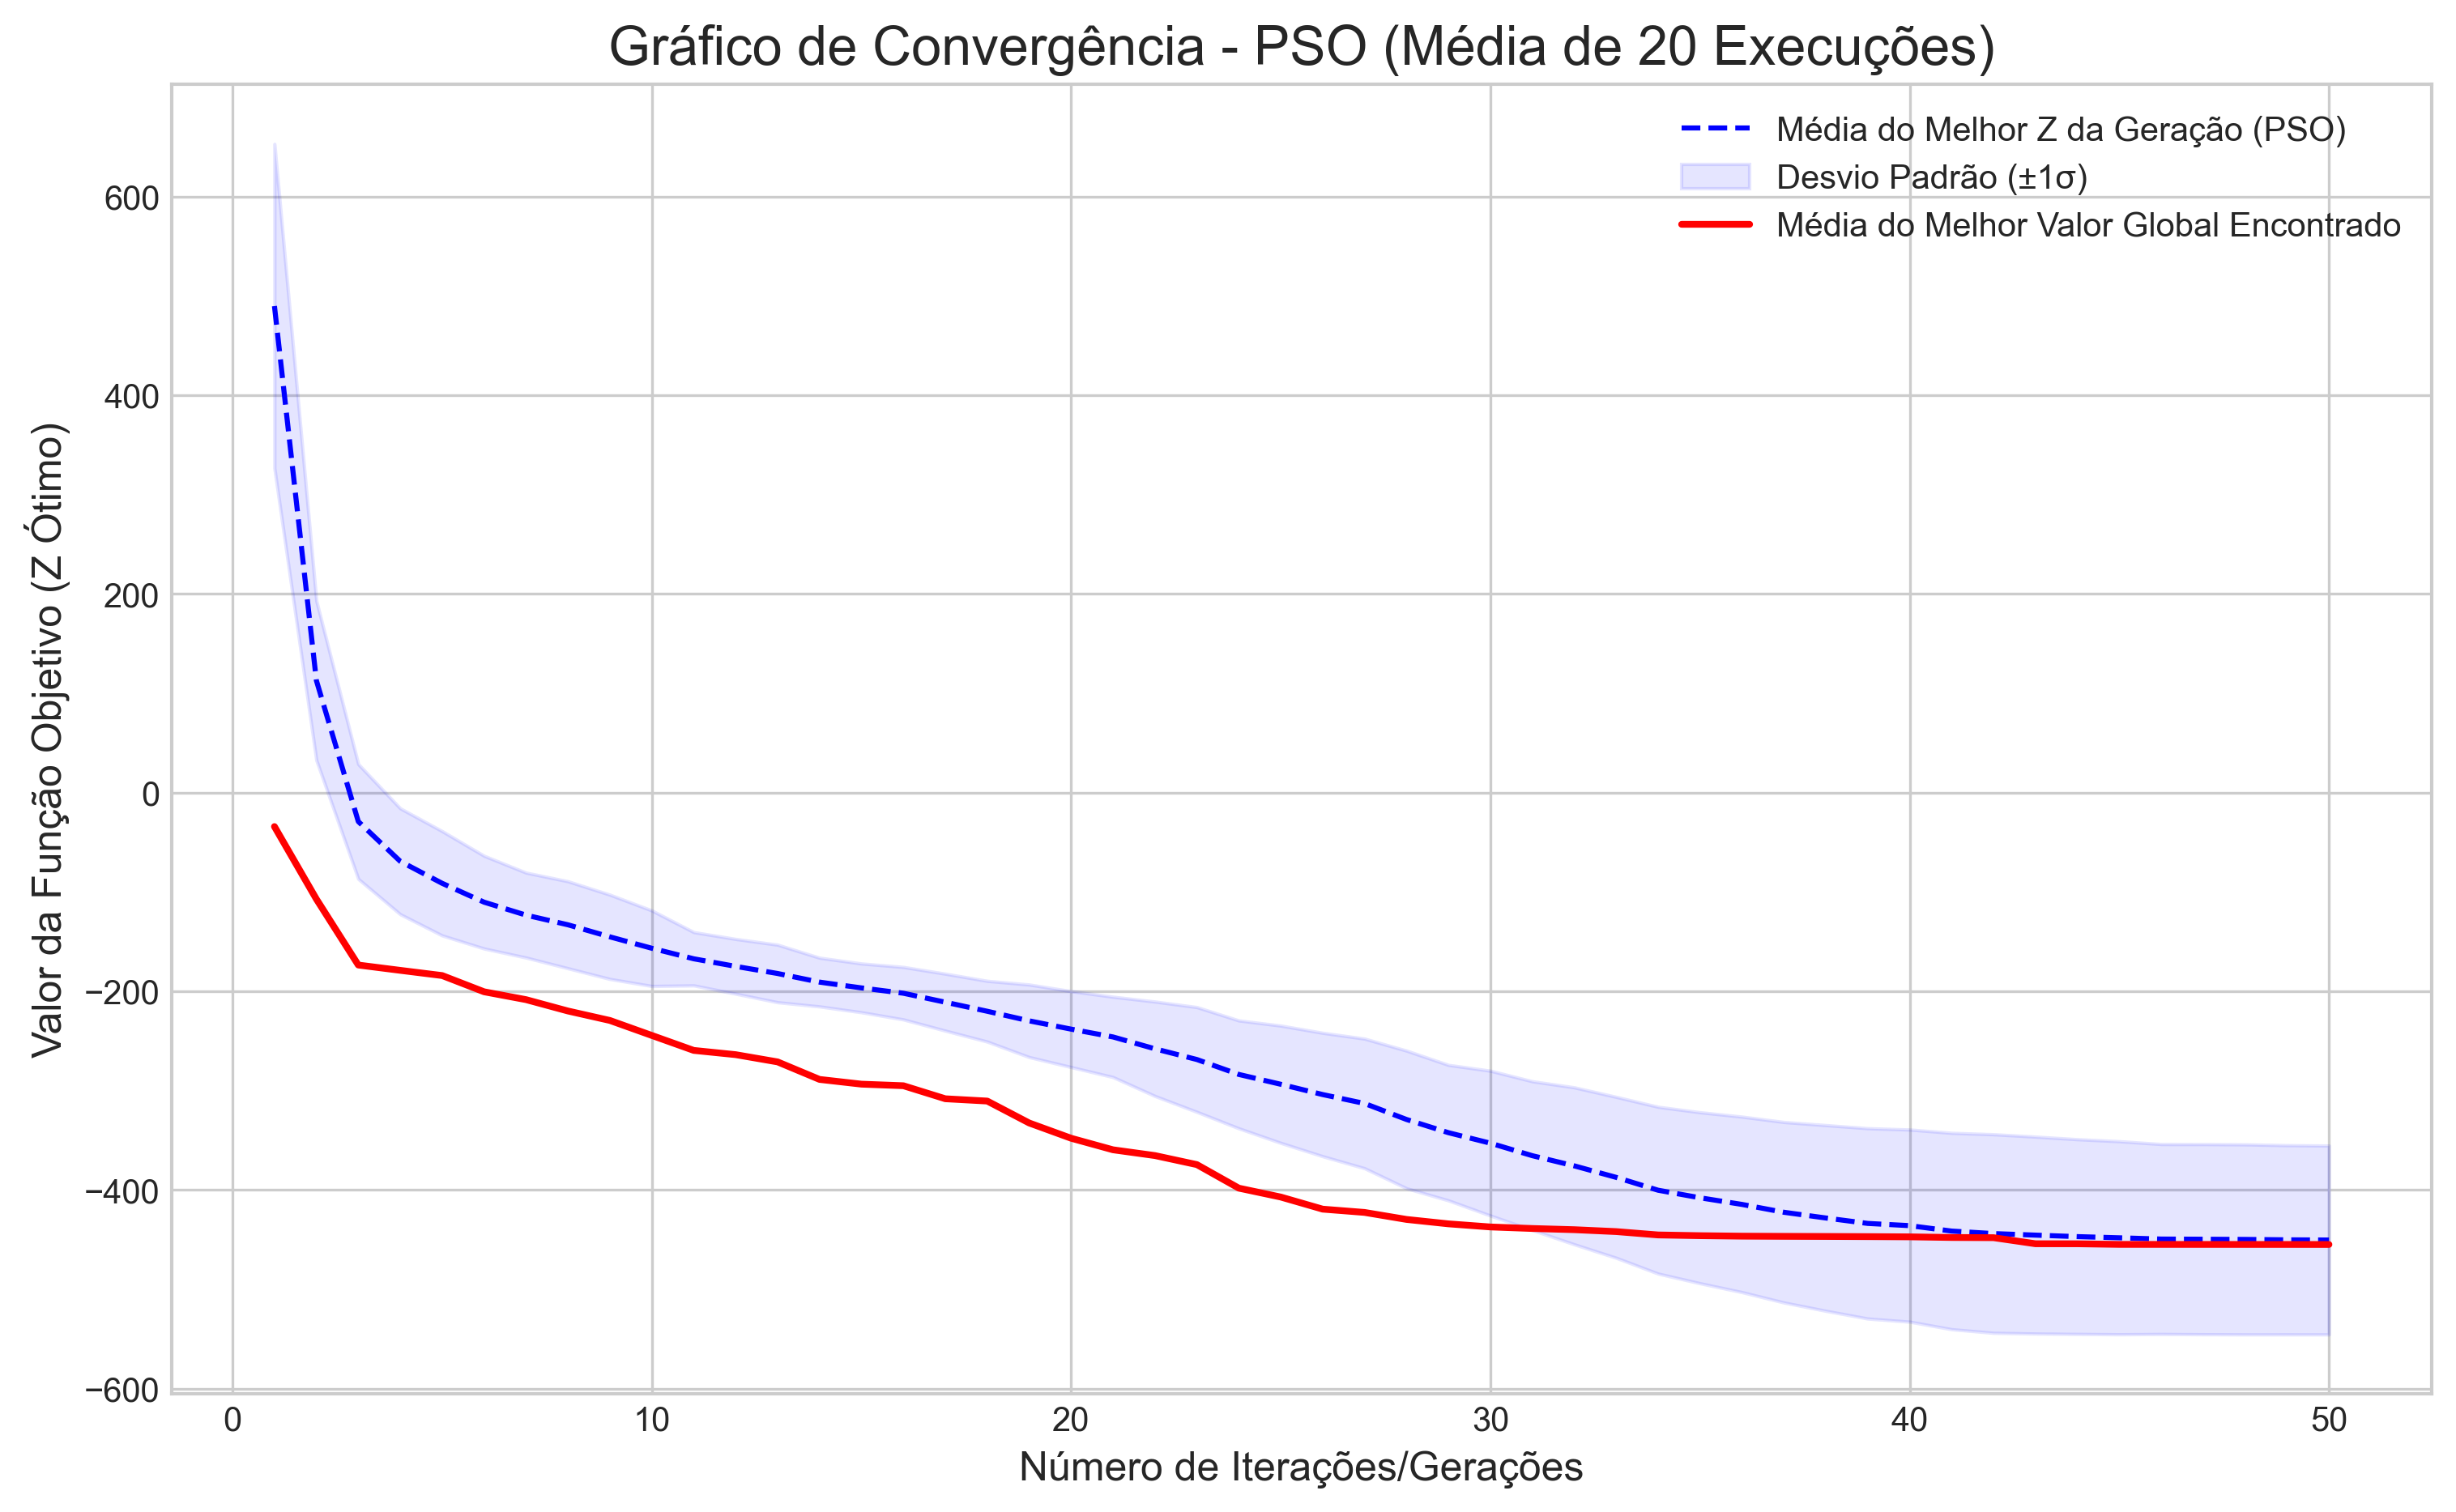 Gráfico de Convergência - PSO (Média de 20 Execuções)
Média do Melhor Z da Geração (PSO)
Desvio Padrão (±1σ)
Média do Melhor Valor Global Encontrado
Valor da Função Objetivo (Z Ótimo)
600
400
200
0
−200
−400
−600
0 10 20 30 40 50
Número de Iterações/Gerações